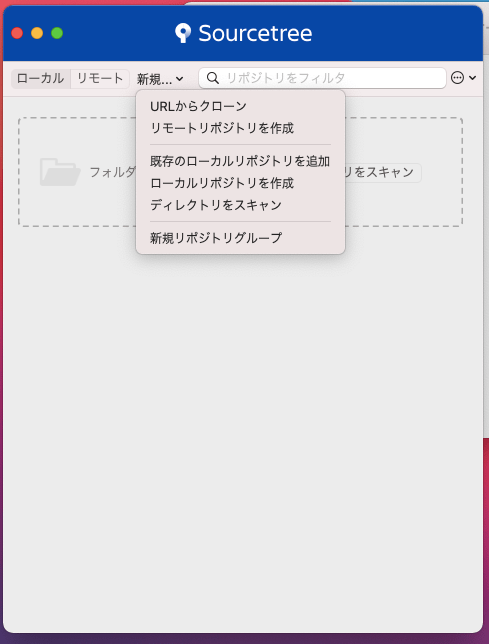 Sourcetree
ローカル リモート 新規... リポジトリをフィルタ
URLからクローン
リモートリポジトリを作成
既存のローカルリポジトリを追加
フォルダ リをスキャン
ローカルリポジトリを作成
ディレクトリをスキャン
新規リポジトリグループ